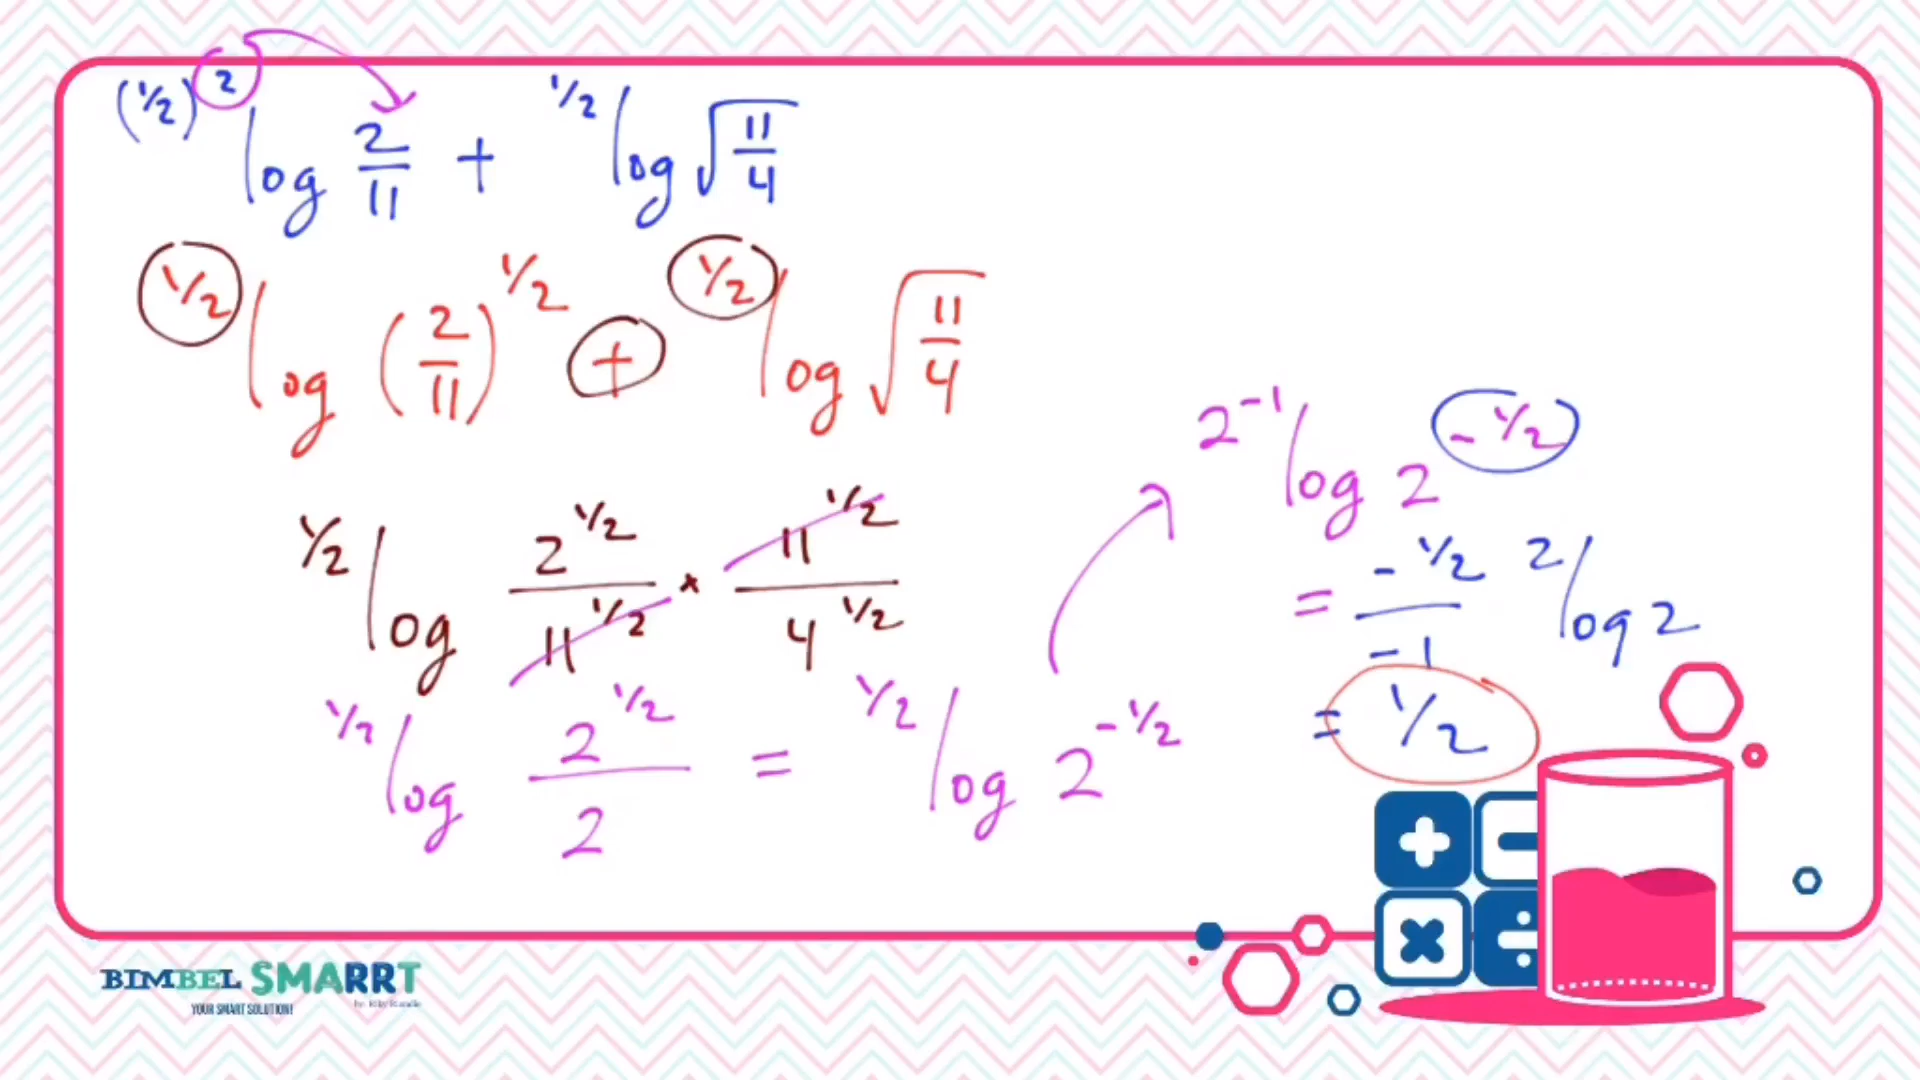 (1/2)² log 2/11 + 1/2 log √11/4
1/2 log (2/11)^1/2 + 1/2 log √11/4
1/2 log 2^1/2 / 11^1/2 × 11^1/2 / 4^1/2
1/2 log 2^1/2 / 2 = 1/2 log 2^-1/2
2^-1 log 2^-1/2
= -1/2 / -1 2 log 2
= 1/2
BIMBEL SMARRT
YOUR SMART SOLUTION!